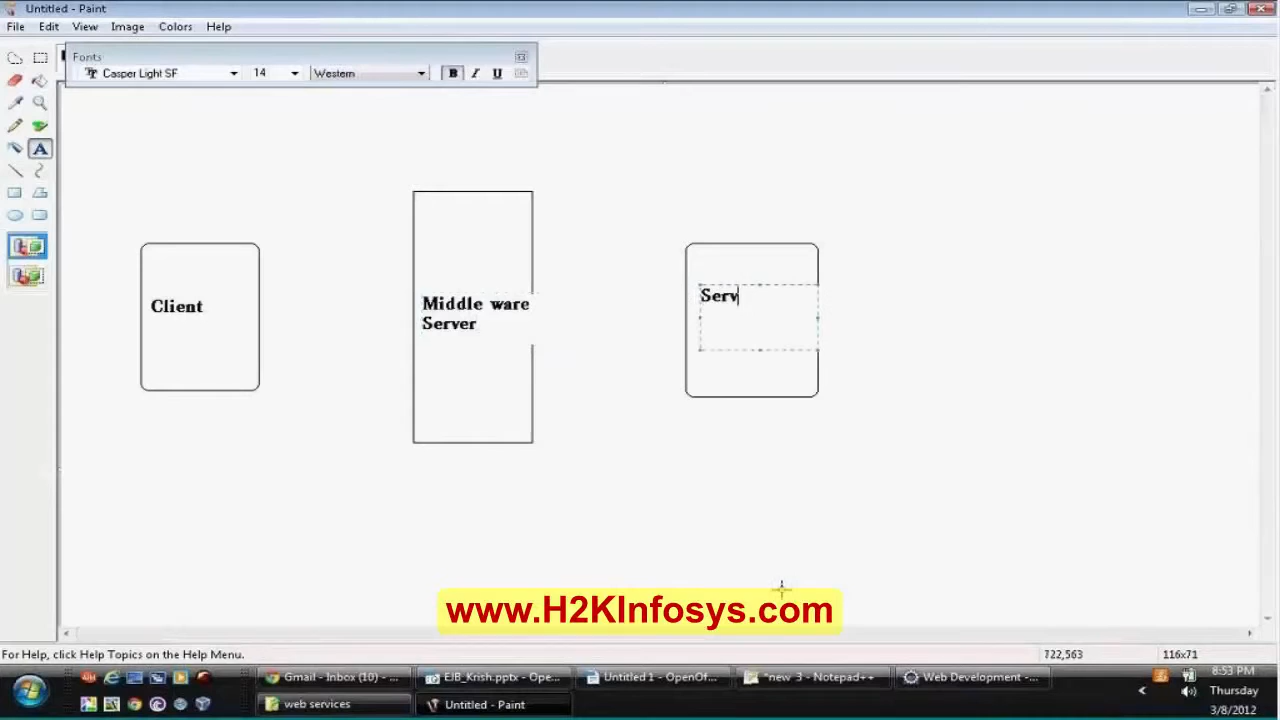 Untitled - Paint
File Edit View Image Colors Help
Fonts
Casper Light SF 14 Western B I U
Client
Middle ware
Server
Serv
www.H2KInfosys.com
For Help, click Help Topics on the Help Menu. 722,563 116x71
Gmail - Inbox (10) - ... EJB_Krish.pptx - Ope... Untitled 1 - OpenOf... *new 3 - Notepad++ Web Development -...
web services Untitled - Paint
8:53 PM
Thursday
3/8/2012